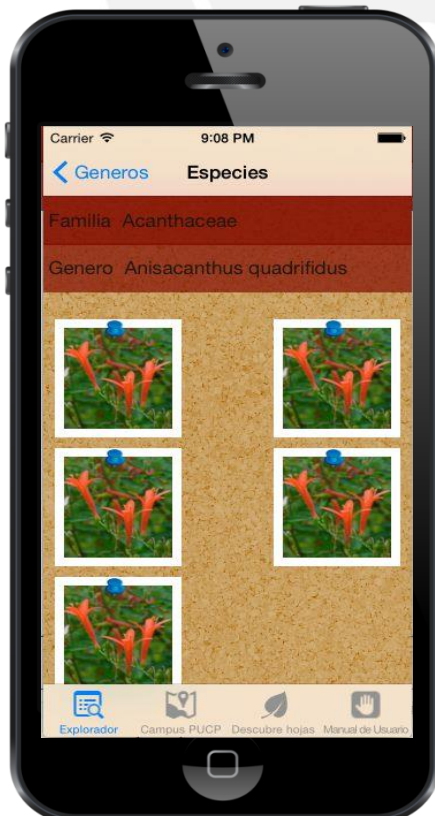 Carrier 9:08 PM
Generos Especies
Familia Acanthaceae
Genero Anisacanthus quadrifidus
Explorador Campus PUCP Descubre hojas Manual de Usuario